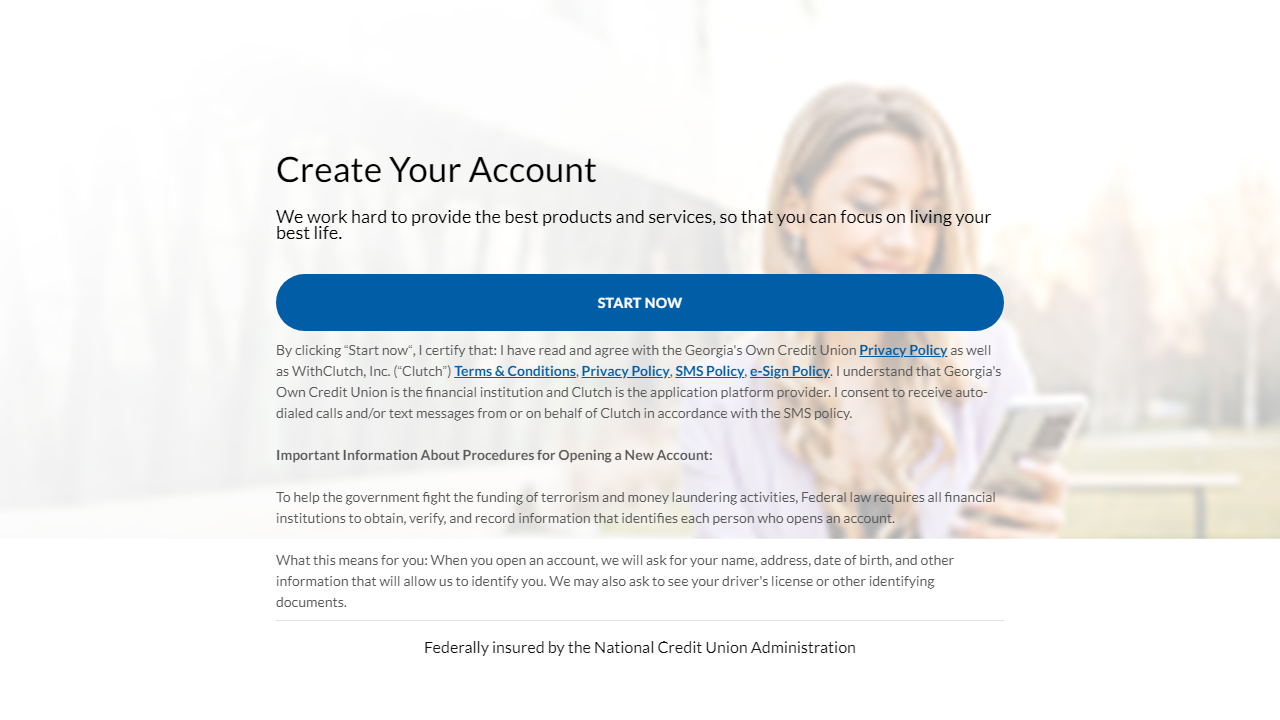 Create Your Account
We work hard to provide the best products and services, so that you can focus on living your
best life.
START NOW
By clicking “Start now“, I certify that: I have read and agree with the Georgia's Own Credit Union Privacy Policy as well
as WithClutch, Inc. (“Clutch”) Terms & Conditions, Privacy Policy, SMS Policy, e-Sign Policy. I understand that Georgia's
Own Credit Union is the financial institution and Clutch is the application platform provider. I consent to receive auto-
dialed calls and/or text messages from or on behalf of Clutch in accordance with the SMS policy.
Important Information About Procedures for Opening a New Account:
To help the government fight the funding of terrorism and money laundering activities, Federal law requires all financial
institutions to obtain, verify, and record information that identifies each person who opens an account.
What this means for you: When you open an account, we will ask for your name, address, date of birth, and other
information that will allow us to identify you. We may also ask to see your driver's license or other identifying
documents.
Federally insured by the National Credit Union Administration